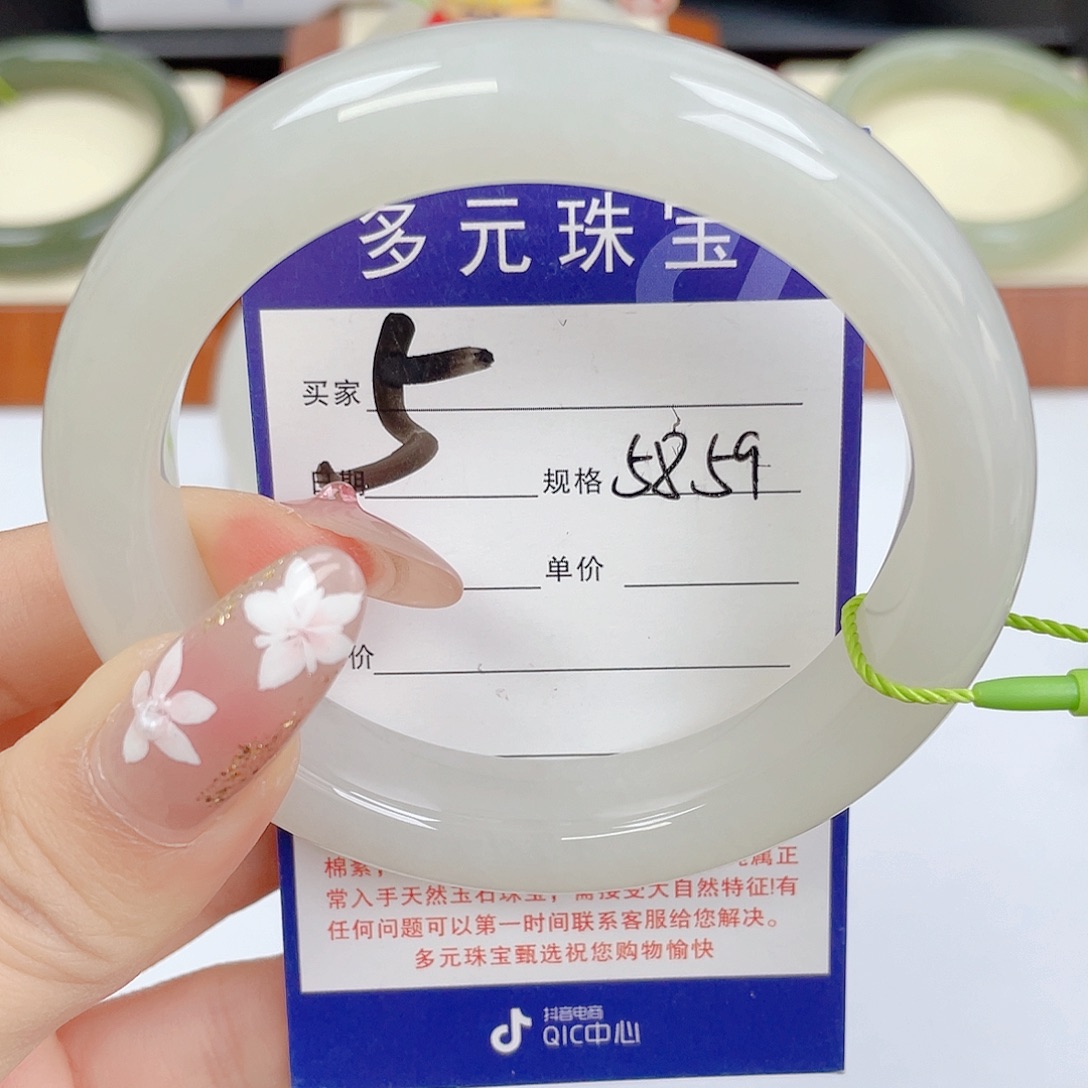 多元珠宝
买家 5
日期 规格 5859
单价
价
棉絮， 属正
常入手天然玉石珠宝，需接受大自然特征!有
任何问题可以第一时间联系客服给您解决。
多元珠宝甄选祝您购物愉快
抖音电商
QIC中心